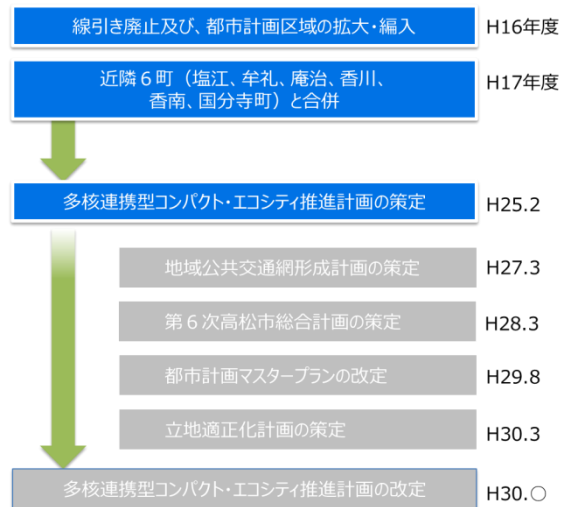 線引き廃止及び、都市計画区域の拡大・編入 H16年度
近隣６町（塩江、牟礼、庵治、香川、 H17年度
香南、国分寺町）と合併
多核連携型コンパクト・エコシティ推進計画の策定 H25.2
地域公共交通網形成計画の策定 H27.3
第６次高松市総合計画の策定 H28.3
都市計画マスタープランの改定 H29.8
立地適正化計画の策定 H30.3
多核連携型コンパクト・エコシティ推進計画の改定 H30.○